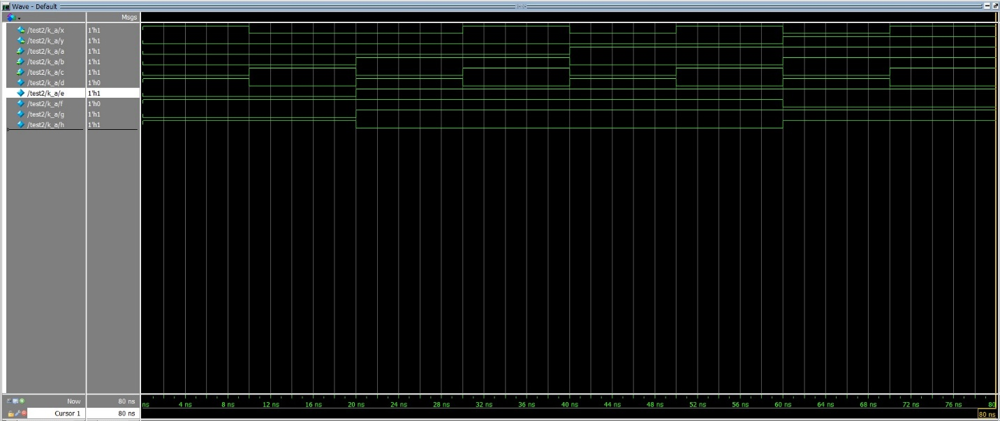 Wave - Default
Msgs
/test2/k_a/x 1'h1
/test2/k_a/y 1'h1
/test2/k_a/a 1'h1
/test2/k_a/b 1'h1
/test2/k_a/c 1'h1
/test2/k_a/d 1'h0
/test2/k_a/e 1'h1
/test2/k_a/f 1'h0
/test2/k_a/g 1'h1
/test2/k_a/h 1'h1
Now 80 ns ns 4 ns 8 ns 12 ns 16 ns 20 ns 24 ns 28 ns 32 ns 36 ns 40 ns 44 ns 48 ns 52 ns 56 ns 60 ns 64 ns 68 ns 72 ns 76 ns 80
Cursor 1 80 ns 80 ns